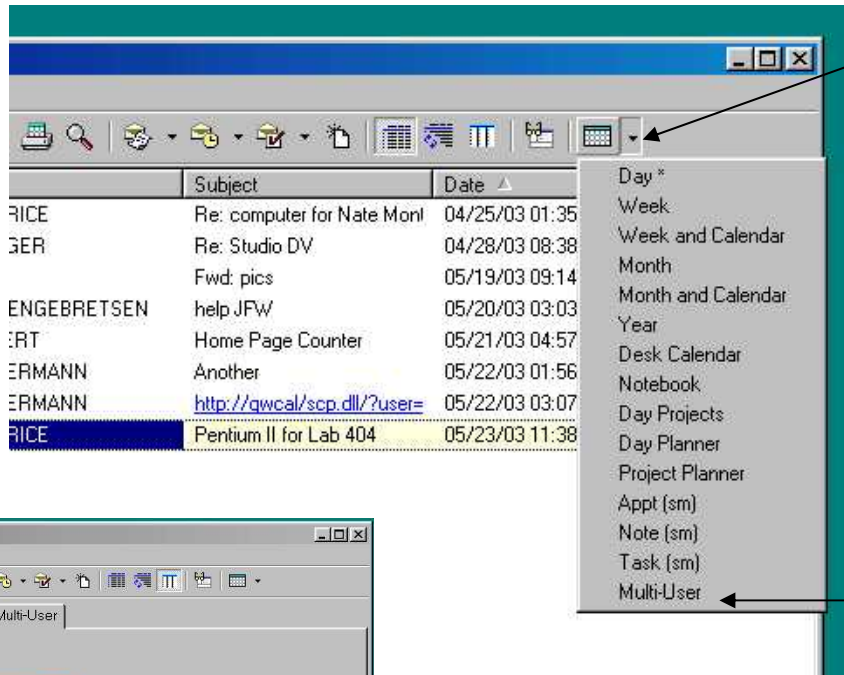 Subject Date
RICE Re: computer for Nate Mont 04/25/03 01:35
GER Re: Studio DV 04/28/03 08:38
Fwd: pics 05/19/03 09:14
ENGEBRETSEN help JFW 05/20/03 03:03
ERT Home Page Counter 05/21/03 04:57
ERMANN Another 05/22/03 01:56
ERMANN http://gwcal/scp.dll/?user= 05/22/03 03:07
RICE Pentium II for Lab 404 05/23/03 11:38
Day *
Week
Week and Calendar
Month
Month and Calendar
Year
Desk Calendar
Notebook
Day Projects
Day Planner
Project Planner
Appt (sm)
Note (sm)
Task (sm)
Multi-User
Multi-User